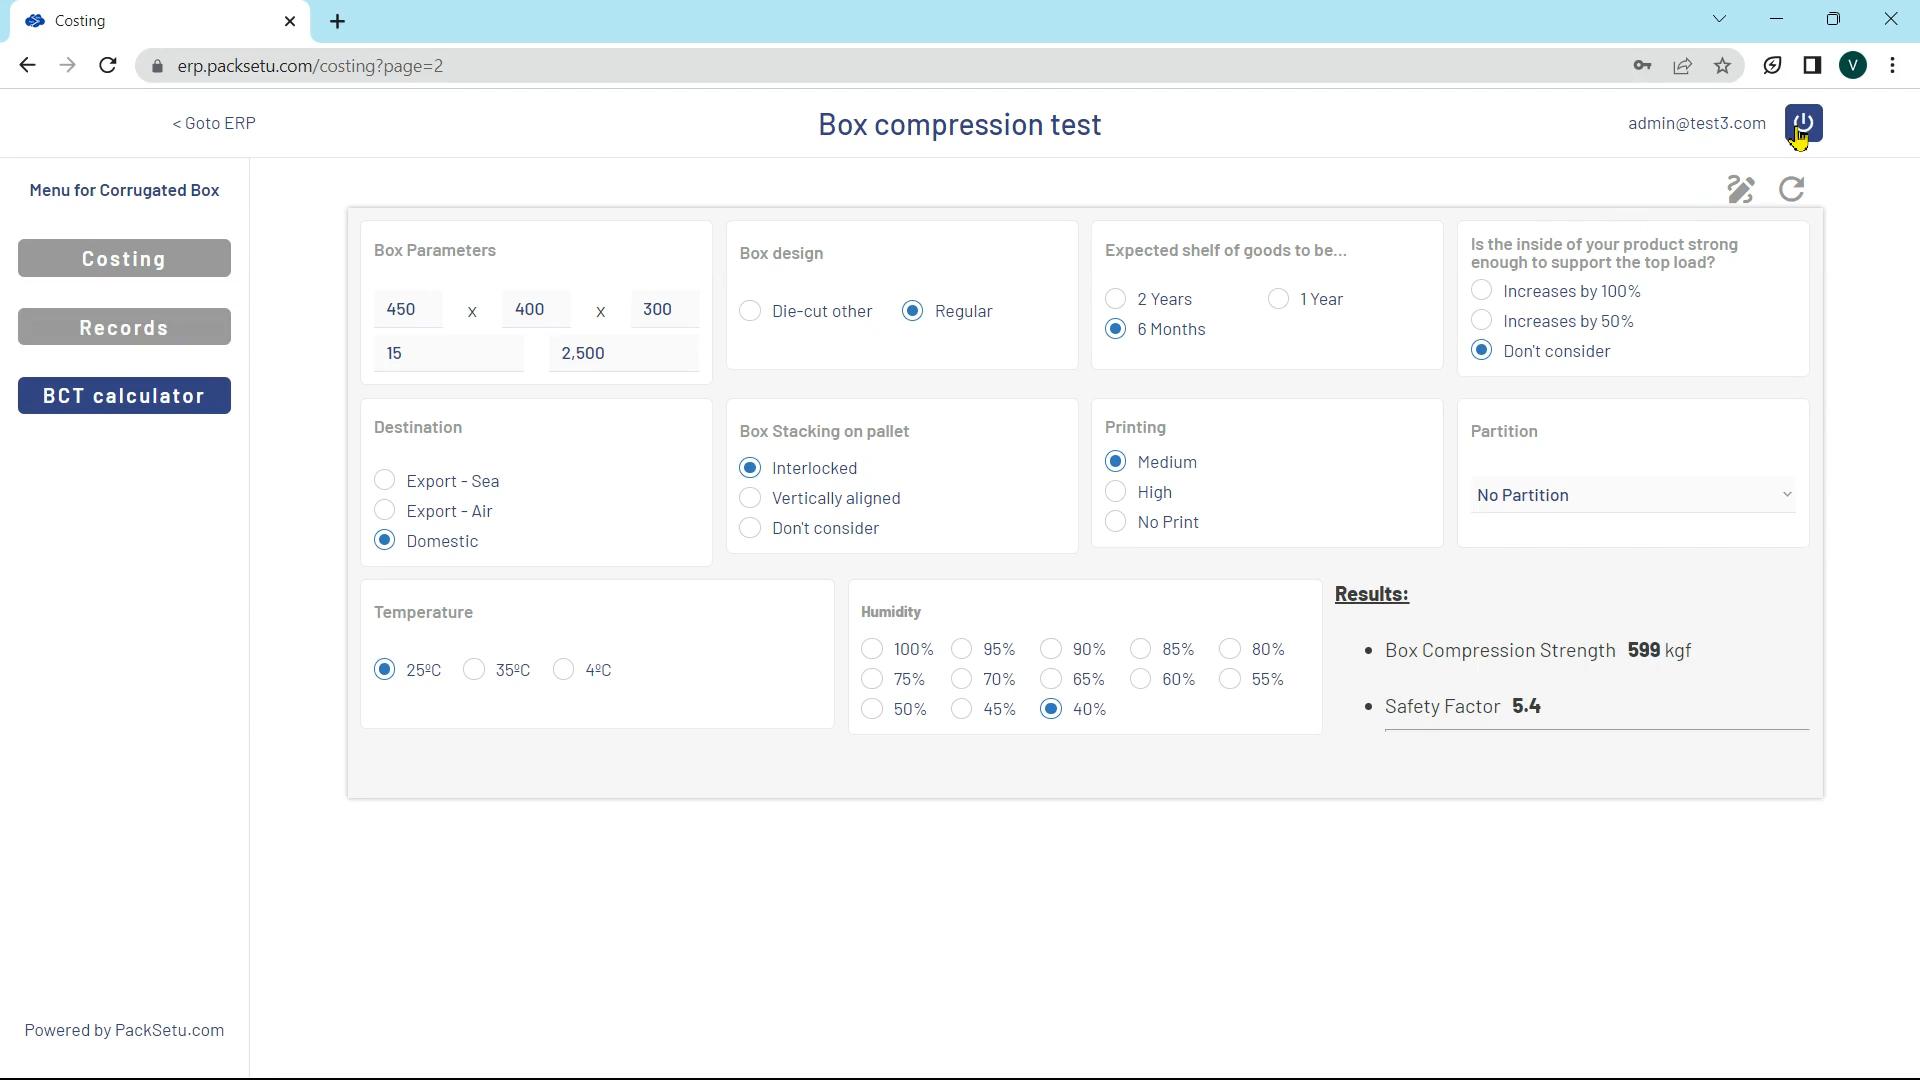 Costing
erp.packsetu.com/costing?page=2
V
< Goto ERP
Box compression test
admin@test3.com
Menu for Corrugated Box
Costing
Records
BCT calculator
Powered by PackSetu.com
Box Parameters
450 x 400 x 300
15 2,500
Box design
Die-cut other Regular
Expected shelf of goods to be...
2 Years 1 Year
6 Months
Is the inside of your product strong
enough to support the top load?
Increases by 100%
Increases by 50%
Don't consider
Destination
Export - Sea
Export - Air
Domestic
Box Stacking on pallet
Interlocked
Vertically aligned
Don't consider
Printing
Medium
High
No Print
Partition
No Partition
Temperature
25ºC 35ºC 4ºC
Humidity
100% 95% 90% 85% 80%
75% 70% 65% 60% 55%
50% 45% 40%
Results:
• Box Compression Strength 599 kgf
• Safety Factor 5.4